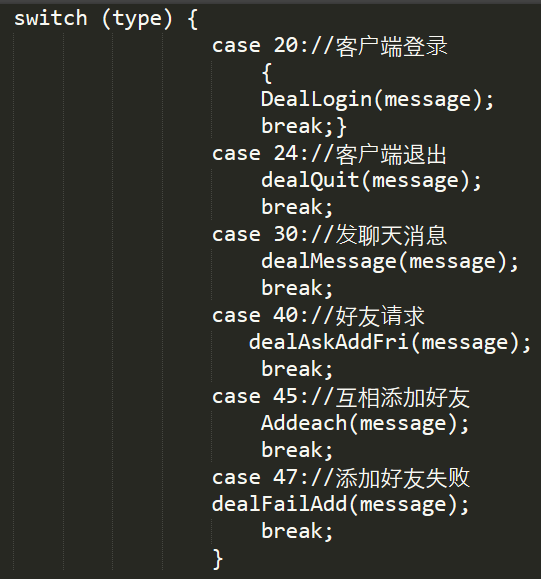 switch (type) {
case 20://客户端登录
{
DealLogin(message);
break;}
case 24://客户端退出
dealQuit(message);
break;
case 30://发聊天消息
dealMessage(message);
break;
case 40://好友请求
dealAskAddFri(message);
break;
case 45://互相添加好友
Addeach(message);
break;
case 47://添加好友失败
dealFailAdd(message);
break;
}